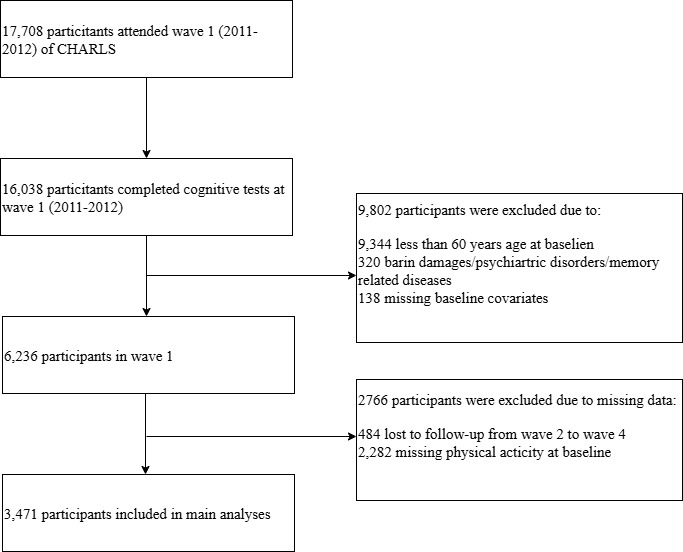 17,708 particitants attended wave 1 (2011-
2012) of CHARLS
16,038 particitants completed cognitive tests at
wave 1 (2011-2012)
9,802 participants were excluded due to:
9,344 less than 60 years age at baselien
320 barin damages/psychiartric disorders/memory
related diseases
138 missing baseline covariates
6,236 participants in wave 1
2766 participants were excluded due to missing data:
484 lost to follow-up from wave 2 to wave 4
2,282 missing physical acticity at baseline
3,471 participants included in main analyses